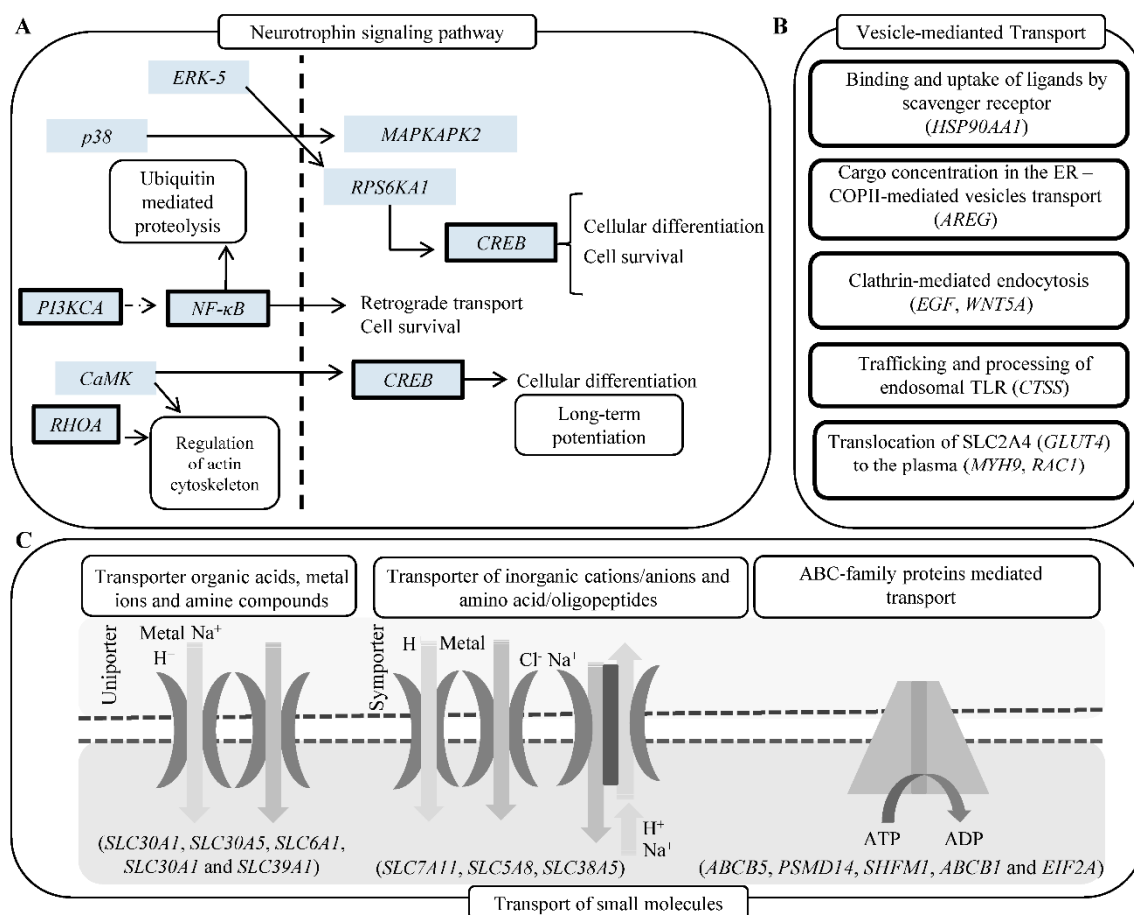 A
Neurotrophin signaling pathway
ERK-5
p38
MAPKAPK2
Ubiquitin
mediated
proteolysis
RPS6KA1
CREB
Cellular differentiation
Cell survival
PI3KCA
NF-κB
Retrograde transport
Cell survival
CaMK
CREB
Cellular differentiation
RHOA
Long-term
potentiation
Regulation
of actin
cytoskeleton
B
Vesicle-medianted Transport
Binding and uptake of ligands by
scavenger receptor
(HSP90AA1)
Cargo concentration in the ER –
COPII-mediated vesicles transport
(AREG)
Clathrin-mediated endocytosis
(EGF, WNT5A)
Trafficking and processing of
endosomal TLR (CTSS)
Translocation of SLC2A4 (GLUT4)
to the plasma (MYH9, RAC1)
C
Transporter organic acids, metal
ions and amine compounds
Transporter of inorganic cations/anions and
amino acid/oligopeptides
ABC-family proteins mediated
transport
Uniporter
Metal Na⁺
H⁻
Symporter
H Metal
Cl⁻ Na⁺
H⁺
Na⁺
ATP ADP
(SLC30A1, SLC30A5, SLC6A1,
SLC30A1 and SLC39A1)
(SLC7A11, SLC5A8, SLC38A5)
(ABCB5, PSMD14, SHFM1, ABCB1 and EIF2A)
Transport of small molecules